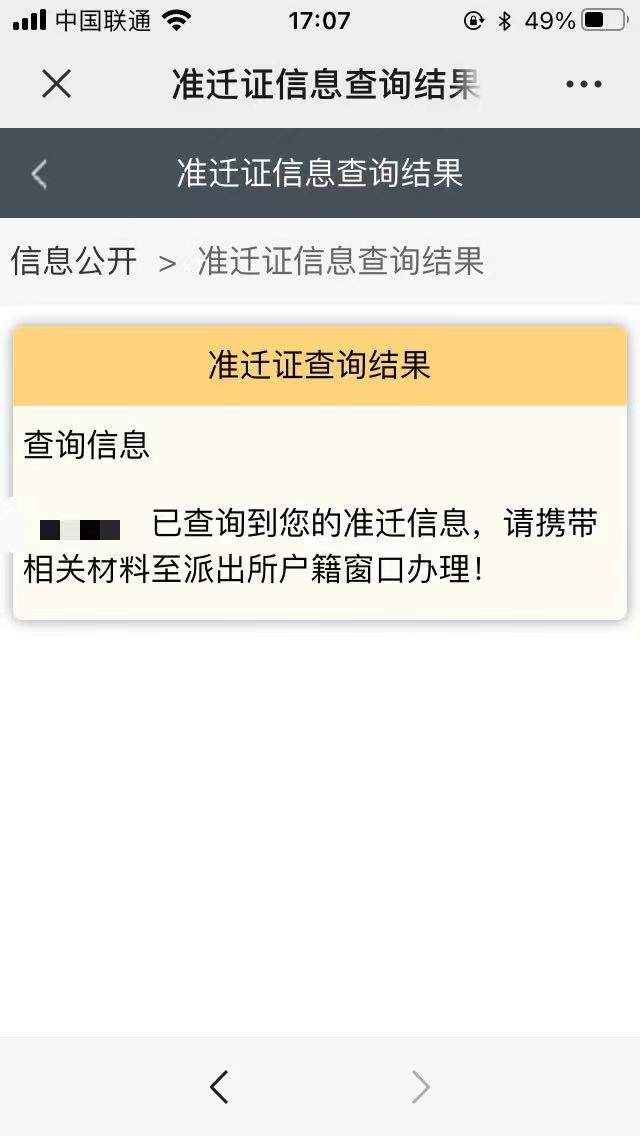 中国联通 17:07 49%
准迁证信息查询结果
准迁证信息查询结果
信息公开 > 准迁证信息查询结果
准迁证查询结果
查询信息
已查询到您的准迁信息，请携带
相关材料至派出所户籍窗口办理！